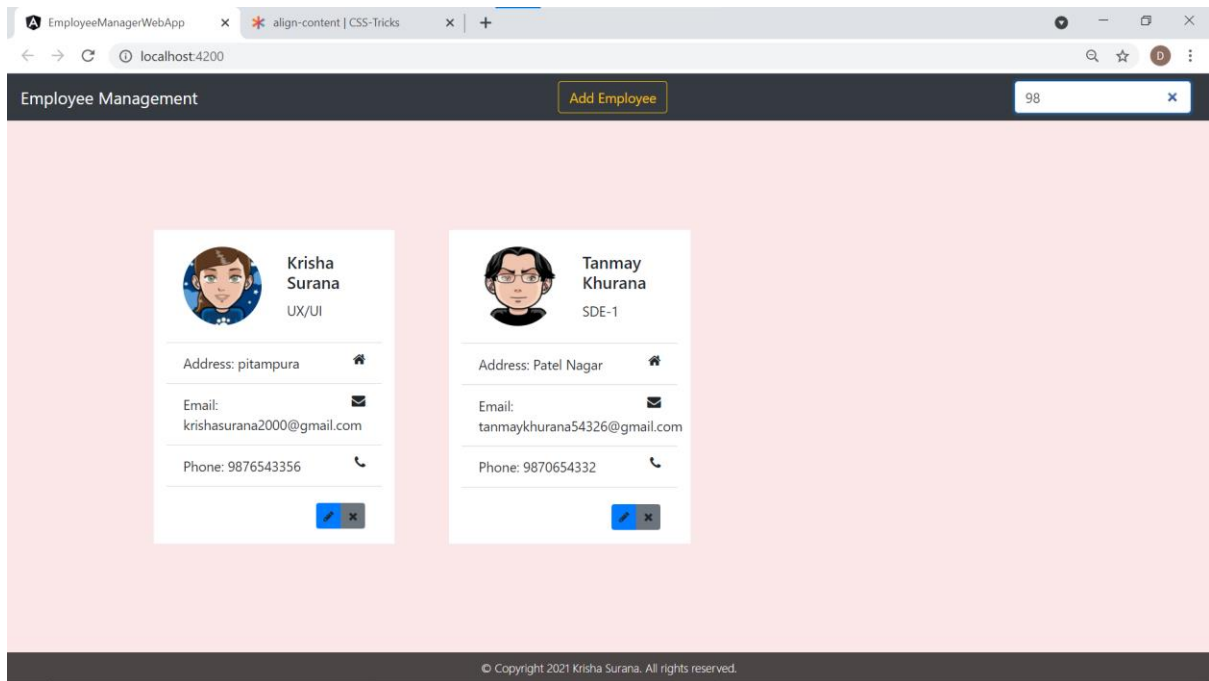 EmployeeManagerWebApp
align-content | CSS-Tricks
localhost:4200
D
Employee Management
Add Employee
98
Krisha
Surana
UX/UI
Address: pitampura
Email:
krishasurana2000@gmail.com
Phone: 9876543356
Tanmay
Khurana
SDE-1
Address: Patel Nagar
Email:
tanmaykhurana54326@gmail.com
Phone: 9870654332
© Copyright 2021 Krisha Surana. All rights reserved.